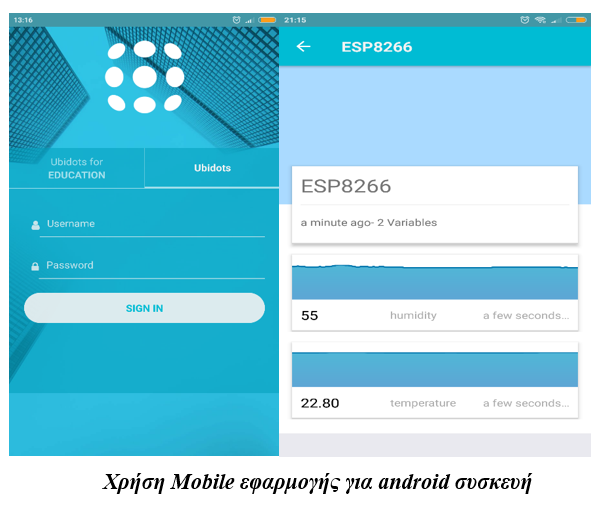 13:16
Ubidots for
EDUCATION
Ubidots
Username
Password
SIGN IN
21:15
ESP8266
ESP8266
a minute ago- 2 Variables
55 humidity a few seconds...
22.80 temperature a few seconds...
Χρήση Mobile εφαρμογής για android συσκευή